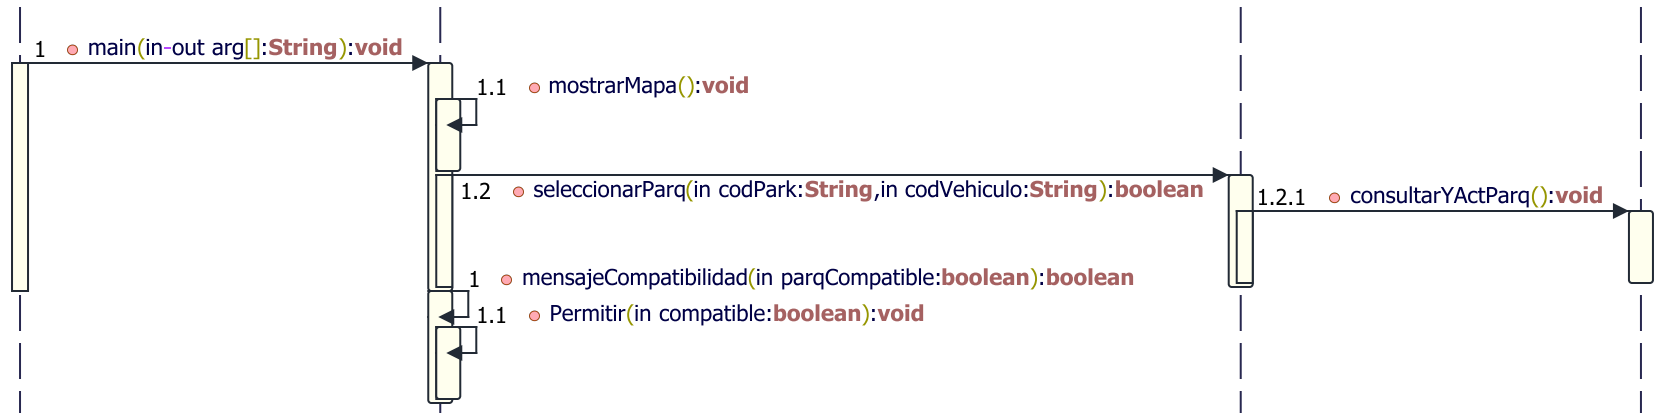 1 main(in-out arg[]:String):void
1.1 mostrarMapa():void
1.2 seleccionarParq(in codPark:String,in codVehiculo:String):boolean
1.2.1 consultarYActParq():void
1 mensajeCompatibilidad(in parqCompatible:boolean):boolean
1.1 Permitir(in compatible:boolean):void